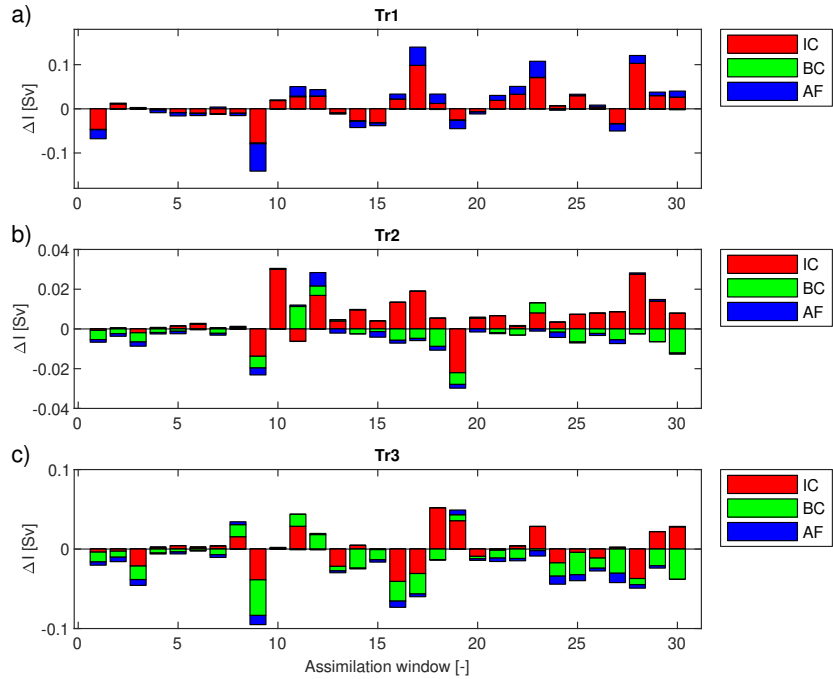 a)
Tr1
0.1
0
-0.1
Δ I [Sv]
0
5
10
15
20
25
30
IC
BC
AF
b)
Tr2
0.04
0.02
0
-0.02
-0.04
Δ I [Sv]
0
5
10
15
20
25
30
IC
BC
AF
c)
Tr3
0.1
0
-0.1
Δ I [Sv]
0
5
10
15
20
25
30
Assimilation window [-]
IC
BC
AF